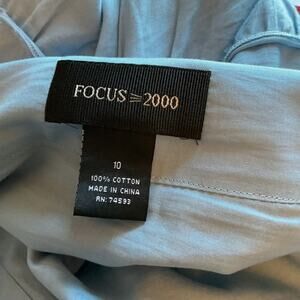 FOCUS 2000
10
100% COTTON
MADE IN CHINA
RN: 74593